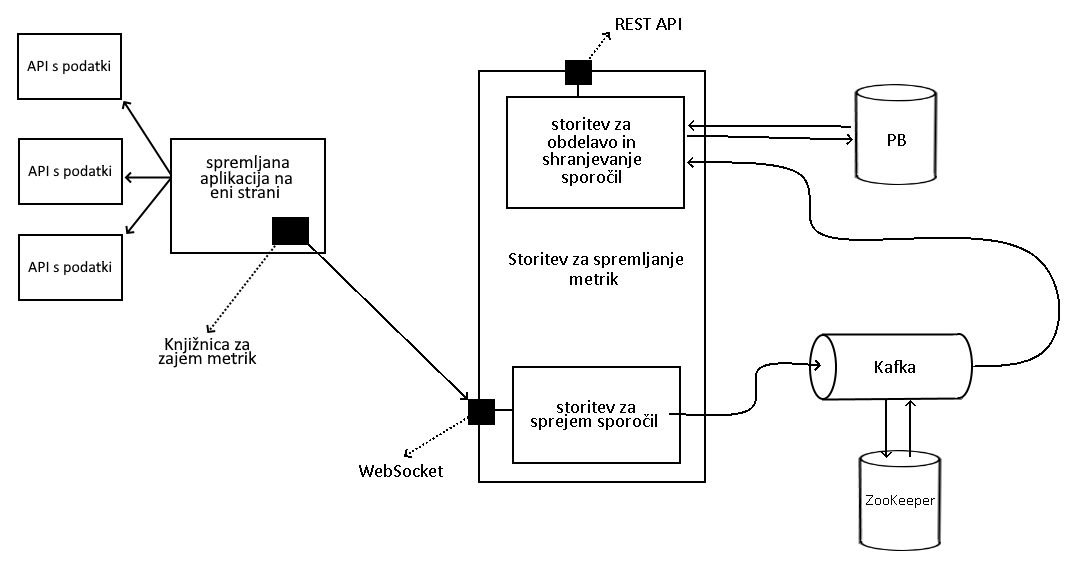 API s podatki
API s podatki
API s podatki
spremljana
aplikacija na
eni strani
Knjižnica za
zajem metrik
REST API
storitev za
obdelavo in
shranjevanje
sporočil
Storitev za spremljanje
metrik
storitev za
sprejem sporočil
WebSocket
PB
Kafka
ZooKeeper